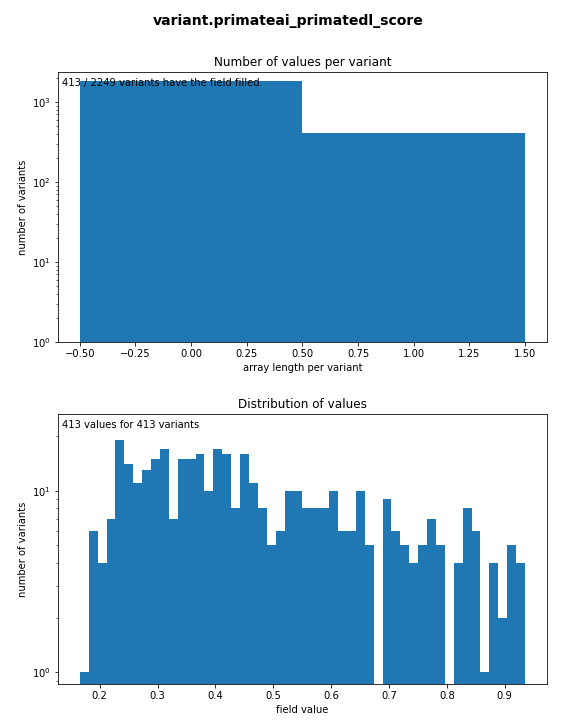 variant.primateai_primatedl_score
Number of values per variant
413 / 2249 variants have the field filled.
number of variants
10³
10²
10¹
10⁰
−0.50 −0.25 0.00 0.25 0.50 0.75 1.00 1.25 1.50
array length per variant
Distribution of values
413 values for 413 variants
number of variants
10¹
10⁰
0.2 0.3 0.4 0.5 0.6 0.7 0.8 0.9
field value